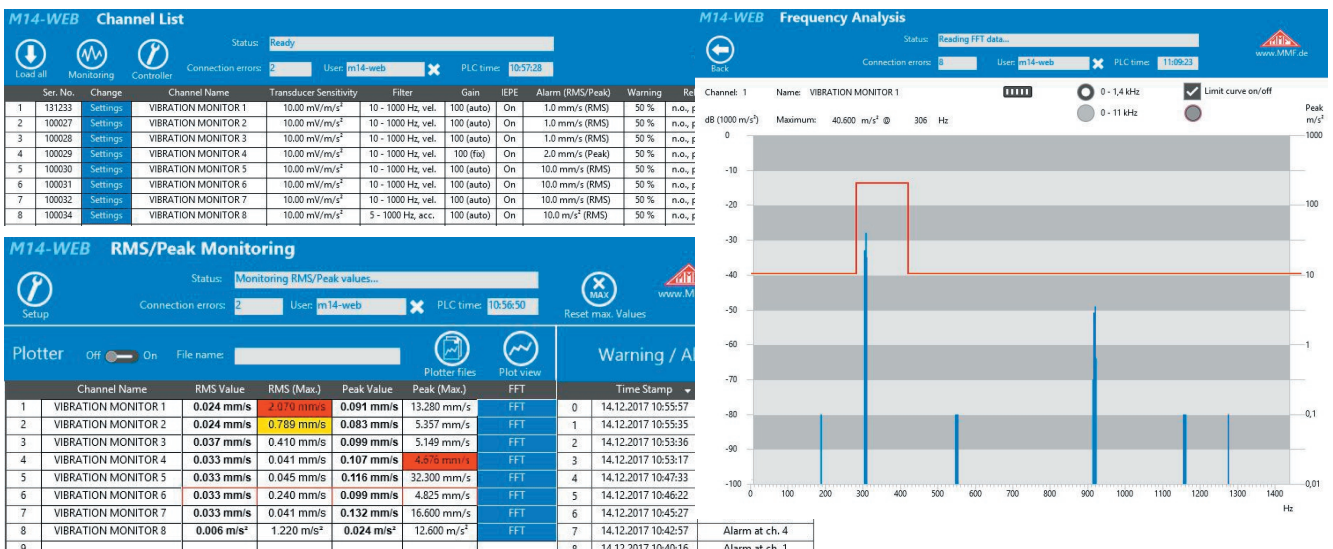 M14-WEB Channel List
Status: Ready
Load all Monitoring Controller Connection errors: 2 User: m14-web PLC time: 10:57:28
Ser. No. Change Channel Name Transducer Sensitivity Filter Gain IEPE Alarm (RMS/Peak) Warning Rel
1 131233 Settings VIBRATION MONITOR 1 10.00 mV/m/s² 10 - 1000 Hz, vel. 100 (auto) On 1.0 mm/s (RMS) 50 % n.o., p
2 100027 Settings VIBRATION MONITOR 2 10.00 mV/m/s² 10 - 1000 Hz, vel. 100 (auto) On 1.0 mm/s (RMS) 50 % n.o., p
3 100028 Settings VIBRATION MONITOR 3 10.00 mV/m/s² 10 - 1000 Hz, vel. 100 (auto) On 1.0 mm/s (RMS) 50 % n.o., p
4 100029 Settings VIBRATION MONITOR 4 10.00 mV/m/s² 10 - 1000 Hz, vel. 100 (fix) On 2.0 mm/s (Peak) 50 % n.o., p
5 100030 Settings VIBRATION MONITOR 5 10.00 mV/m/s² 10 - 1000 Hz, vel. 100 (auto) On 10.0 mm/s (RMS) 50 % n.o., p
6 100031 Settings VIBRATION MONITOR 6 10.00 mV/m/s² 10 - 1000 Hz, vel. 100 (auto) On 10.0 mm/s (RMS) 50 % n.o., p
7 100032 Settings VIBRATION MONITOR 7 10.00 mV/m/s² 10 - 1000 Hz, vel. 100 (auto) On 10.0 mm/s (RMS) 50 % n.o., p
8 100034 Settings VIBRATION MONITOR 8 10.00 mV/m/s² 5 - 1000 Hz, acc. 100 (auto) On 10.0 m/s² (RMS) 50 % n.o., p
M14-WEB RMS/Peak Monitoring
Status: Monitoring RMS/Peak values...
Setup Connection errors: 2 User: m14-web PLC time: 10:56:50 MAX Reset max. Values www.M
Plotter Off On File name: Plotter files Plot view Warning / Al
Channel Name RMS Value RMS (Max.) Peak Value Peak (Max.) FFT Time Stamp
1 VIBRATION MONITOR 1 0.024 mm/s 2.070 mm/s 0.091 mm/s 13.280 mm/s FFT 0 14.12.2017 10:55:57
2 VIBRATION MONITOR 2 0.024 mm/s 0.789 mm/s 0.083 mm/s 5.357 mm/s FFT 1 14.12.2017 10:55:35
3 VIBRATION MONITOR 3 0.037 mm/s 0.410 mm/s 0.099 mm/s 5.149 mm/s FFT 2 14.12.2017 10:53:36
4 VIBRATION MONITOR 4 0.033 mm/s 0.041 mm/s 0.107 mm/s 4.676 mm/s FFT 3 14.12.2017 10:53:17
5 VIBRATION MONITOR 5 0.033 mm/s 0.045 mm/s 0.116 mm/s 32.300 mm/s FFT 4 14.12.2017 10:47:33
6 VIBRATION MONITOR 6 0.033 mm/s 0.240 mm/s 0.099 mm/s 4.825 mm/s FFT 5 14.12.2017 10:46:22
7 VIBRATION MONITOR 7 0.033 mm/s 0.041 mm/s 0.132 mm/s 16.600 mm/s FFT 6 14.12.2017 10:45:27
8 VIBRATION MONITOR 8 0.006 m/s² 1.220 m/s² 0.024 m/s² 12.600 m/s² FFT 7 14.12.2017 10:42:57 Alarm at ch. 4
9 8 14.12.2017 10:40:16 Alarm at ch. 1
M14-WEB Frequency Analysis
Status: Reading FFT data...
Back Connection errors: 8 User: m14-web PLC time: 11:09:23 www.MMF.de
Channel: 1 Name: VIBRATION MONITOR 1 0 - 1,4 kHz Limit curve on/off
dB (1000 m/s²) Maximum: 40.600 m/s² @ 306 Hz 0 - 11 kHz Peak m/s²
0 1000
-10
-20 100
-30
-40 10
-50
-60 1
-70
-80 0,1
-90
-100 0,01
0 100 200 300 400 500 600 700 800 900 1000 1100 1200 1300 1400
Hz